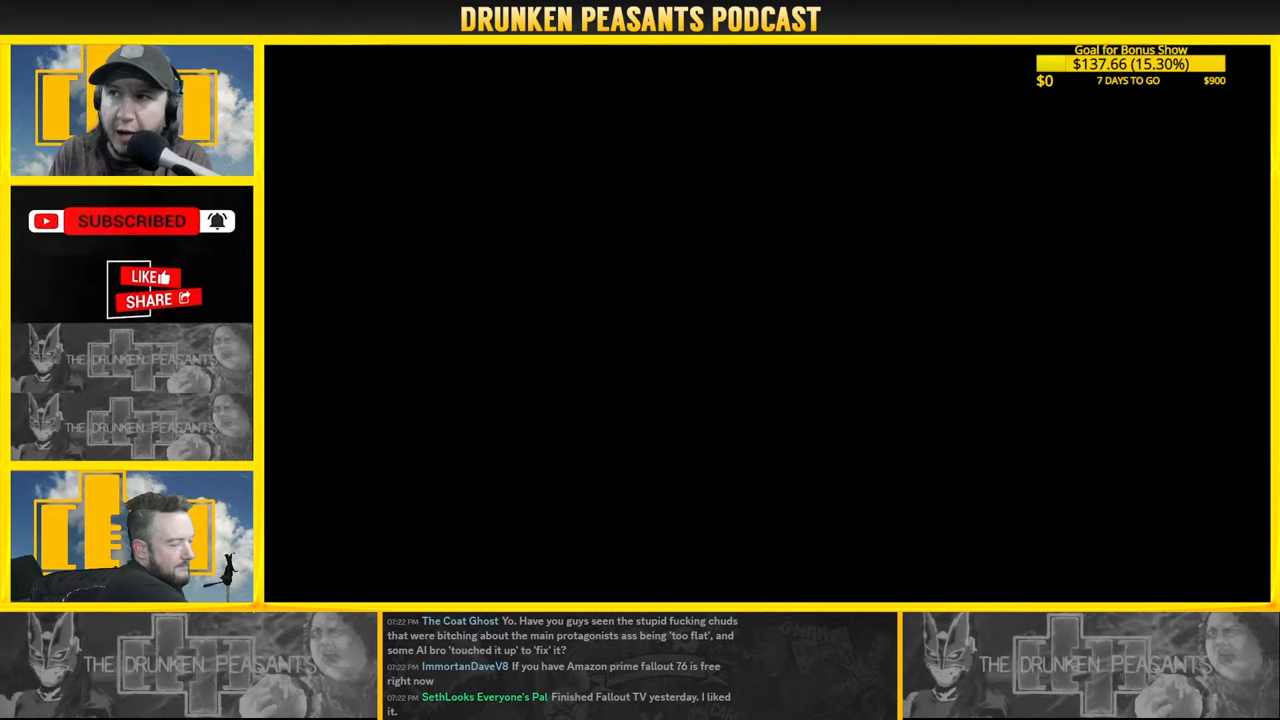 DRUNKEN PEASANTS PODCAST
Goal for Bonus Show
$137.66 (15.30%)
$0 7 DAYS TO GO $900
SUBSCRIBED
LIKE
SHARE
THE DRUNKEN PEASANTS
THE DRUNKEN PEASANTS
07:22 PM The Coat Ghost Yo. Have you guys seen the stupid fucking chuds
that were bitching about the main protagonists ass being 'too flat', and
some AI bro 'touched it up' to 'fix' it?
07:22 PM ImmortanDaveV8 If you have Amazon prime fallout 76 is free
right now
07:22 PM SethLooks Everyone's Pal Finished Fallout TV yesterday. I liked
it.
THE DRUNKEN PEASANTS
THE DRUNKEN PEASANTS